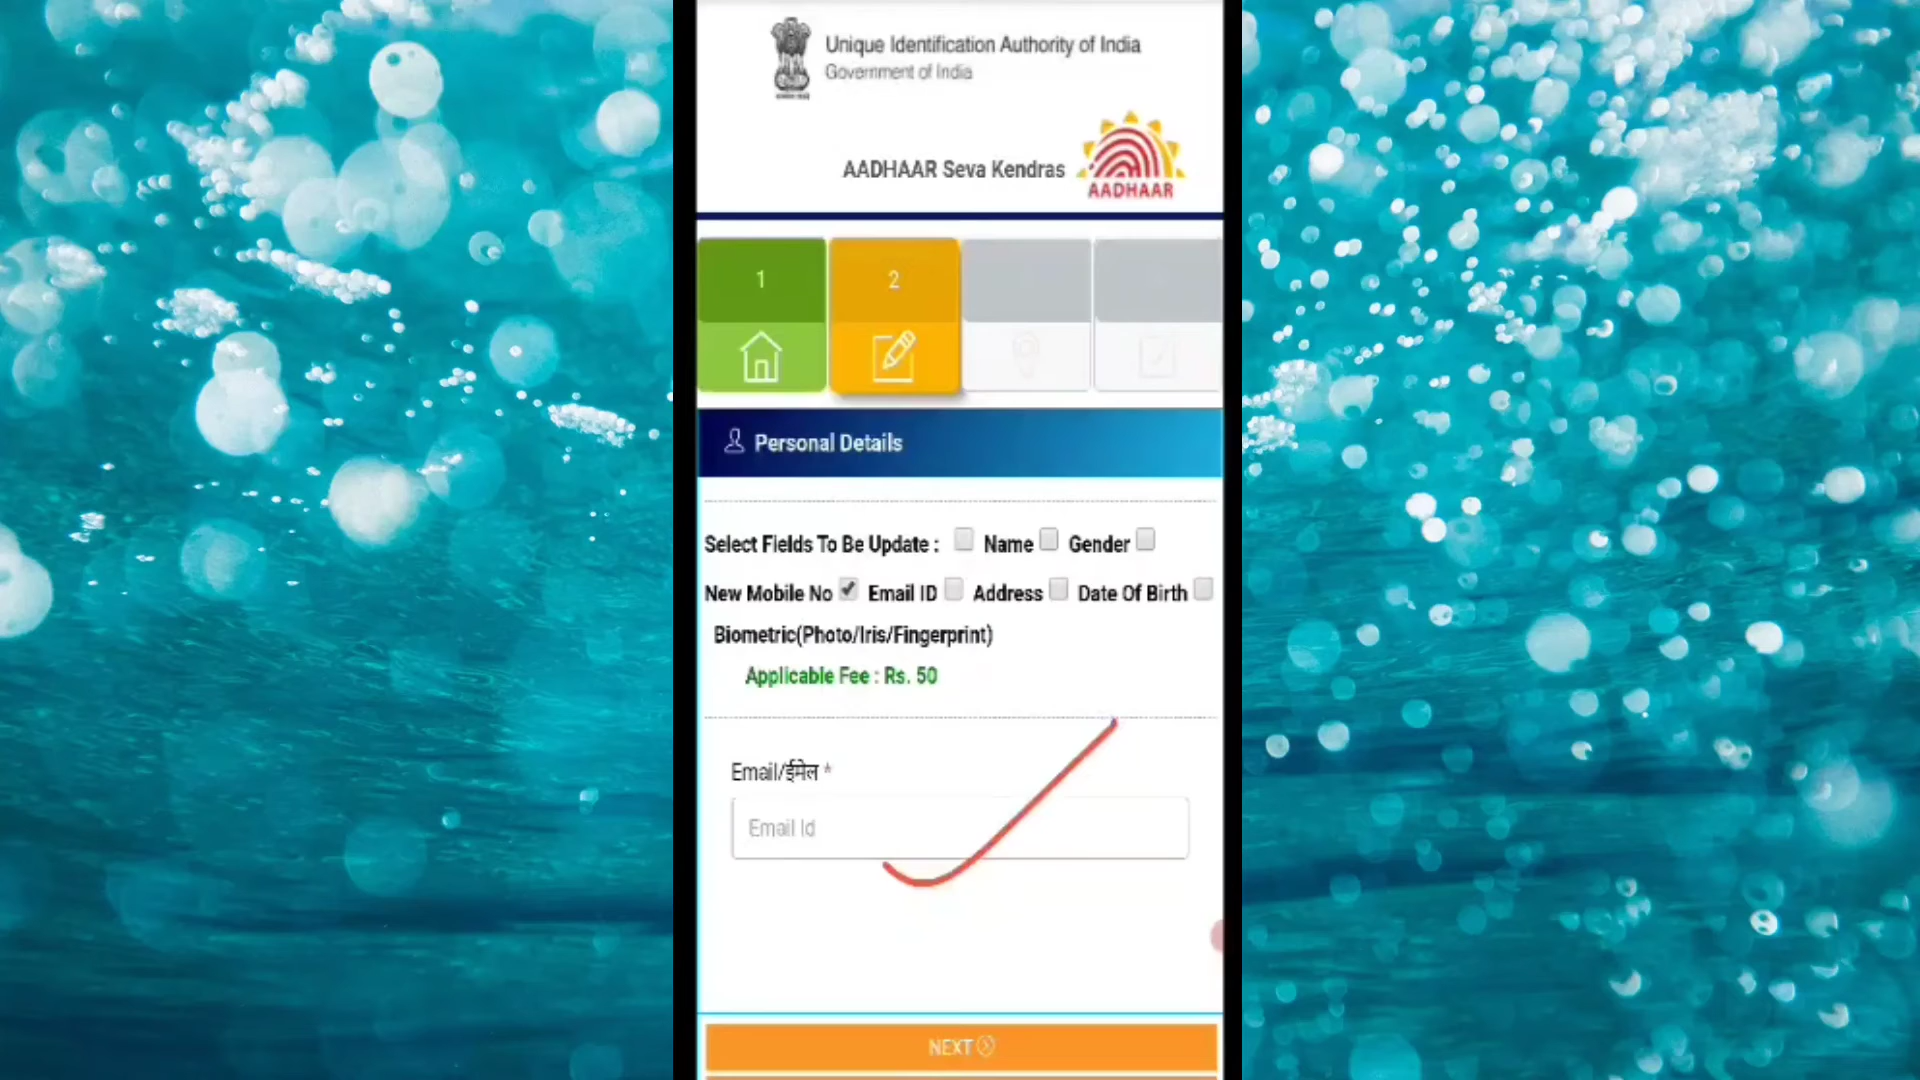 Unique Identification Authority of India
Government of India
AADHAAR Seva Kendras
AADHAAR
1
2
Personal Details
Select Fields To Be Update : Name Gender
New Mobile No Email ID Address Date Of Birth
Biometric(Photo/Iris/Fingerprint)
Applicable Fee : Rs. 50
Email/ईमेल *
Email Id
NEXT